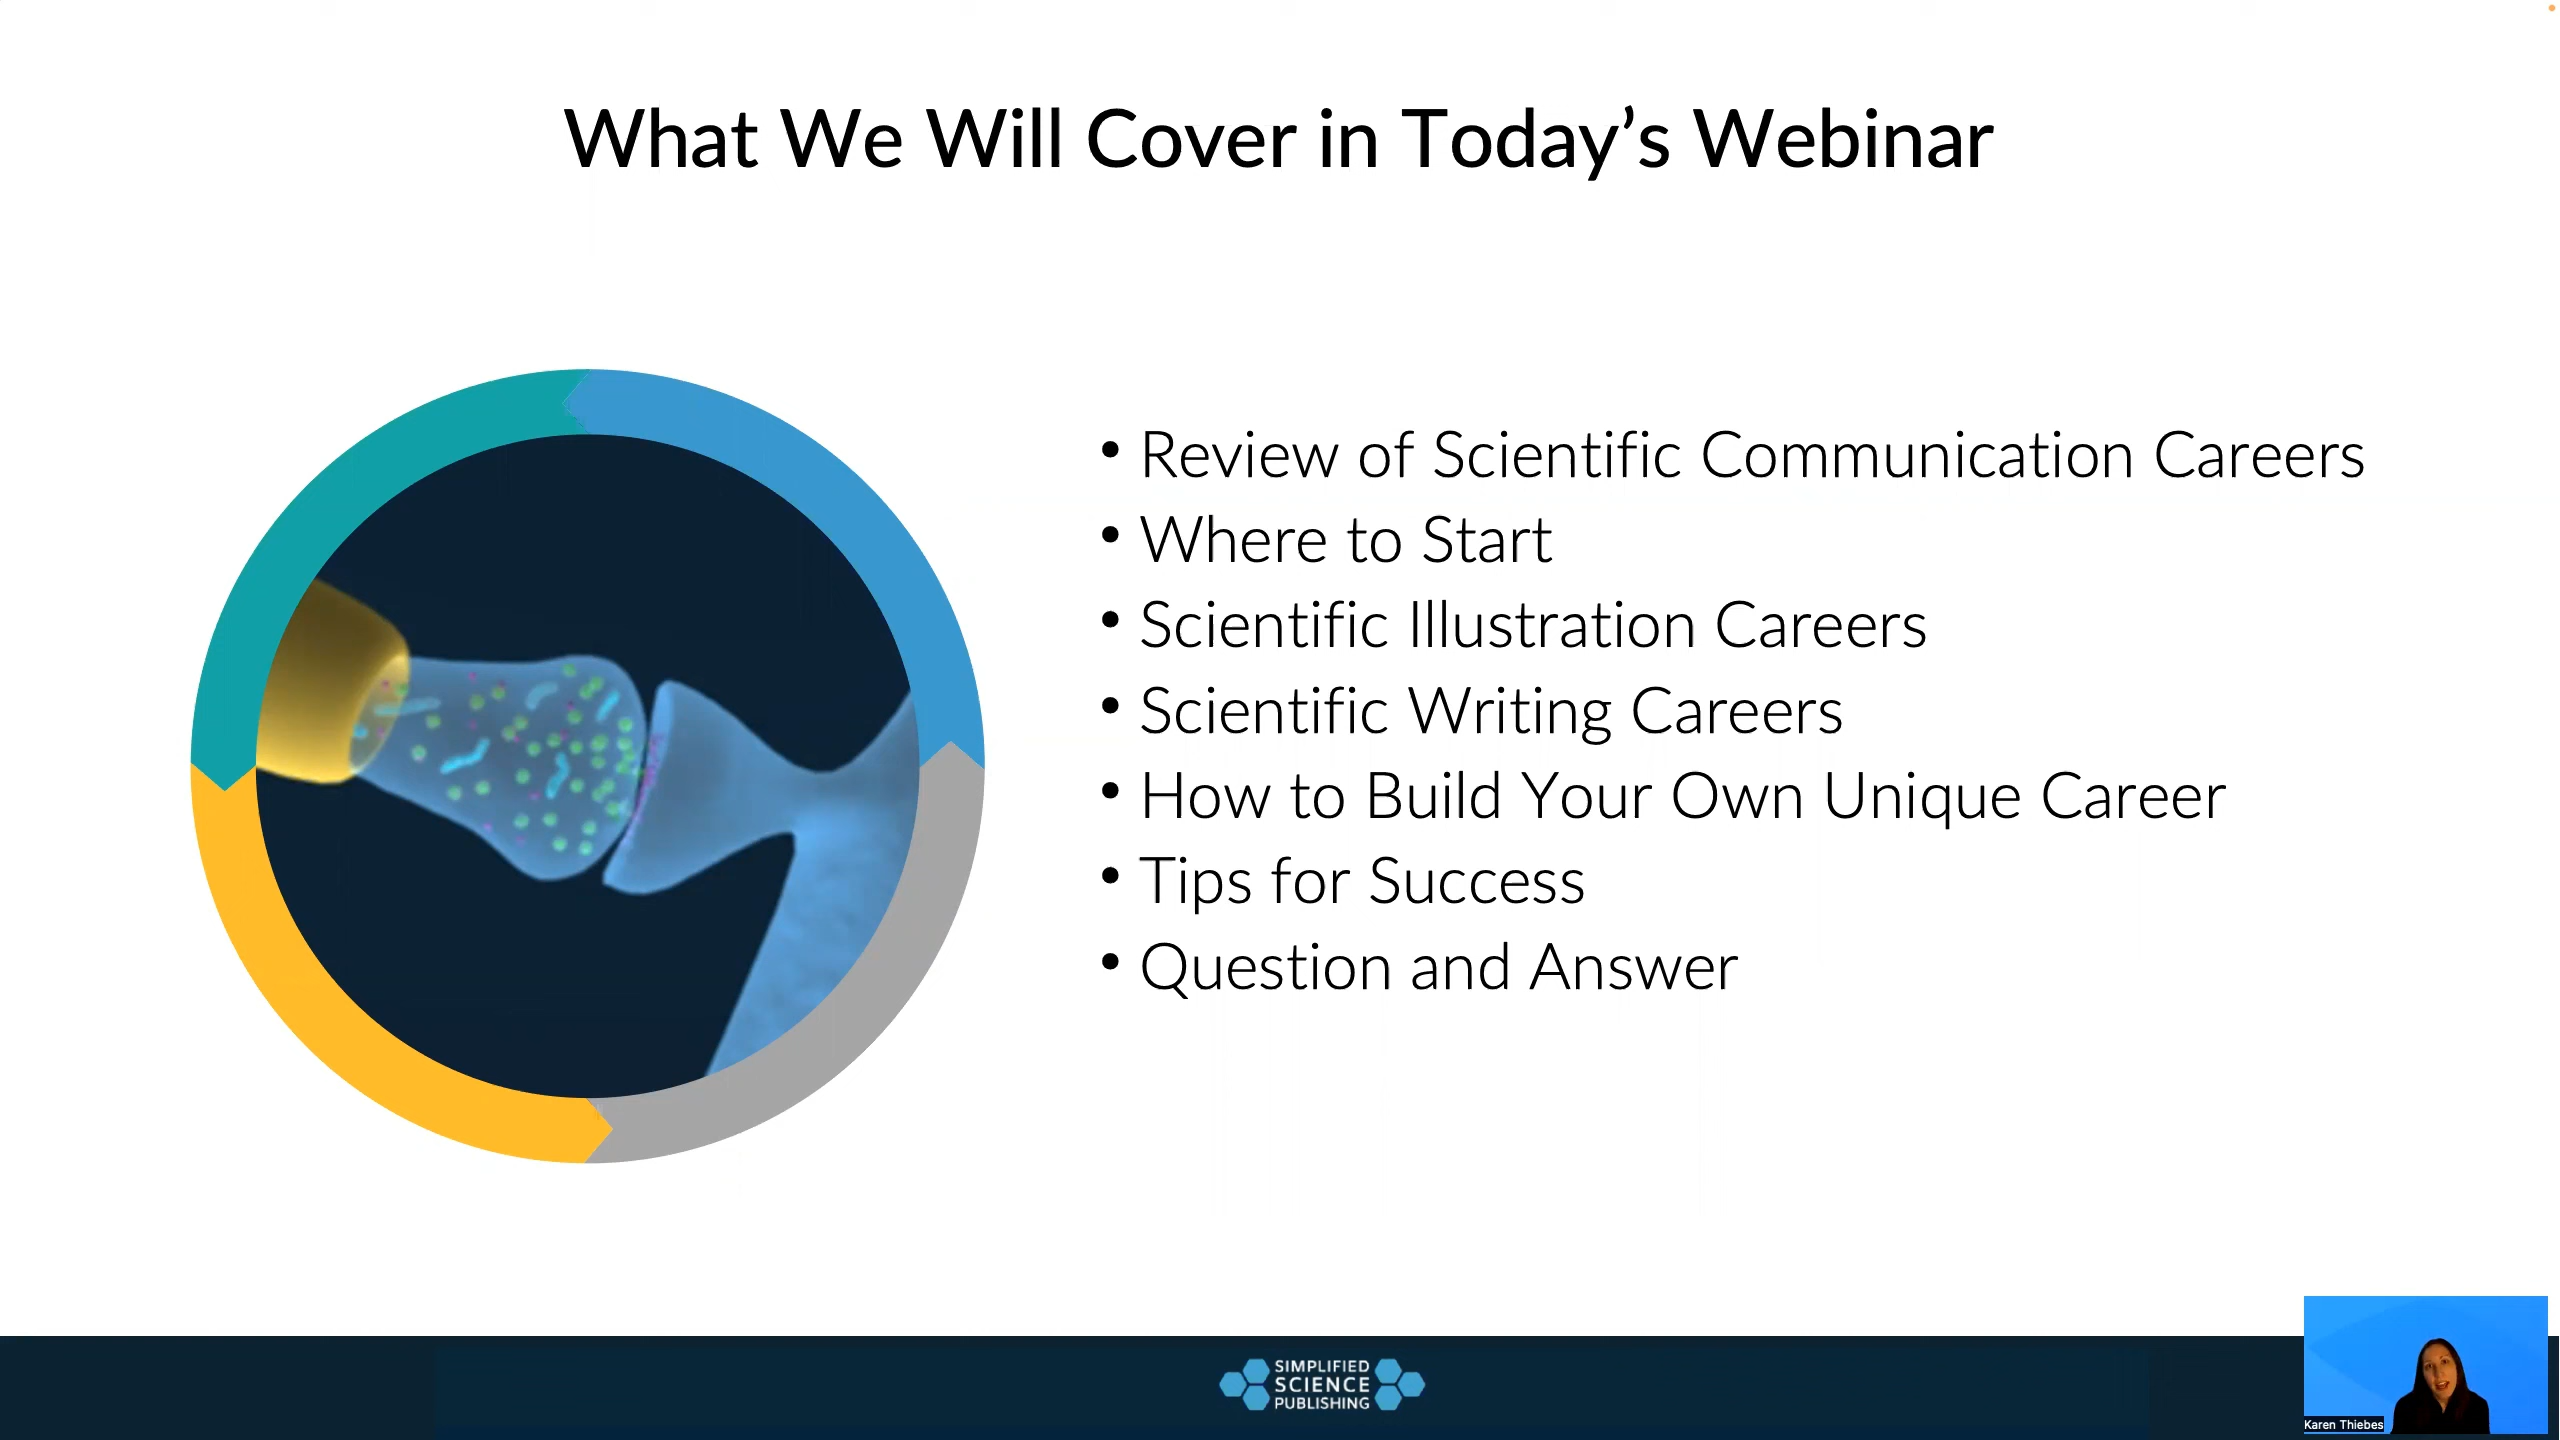 What We Will Cover in Today’s Webinar
• Review of Scientific Communication Careers
• Where to Start
• Scientific Illustration Careers
• Scientific Writing Careers
• How to Build Your Own Unique Career
• Tips for Success
• Question and Answer
SIMPLIFIED
SCIENCE
PUBLISHING
Karen Thiebes